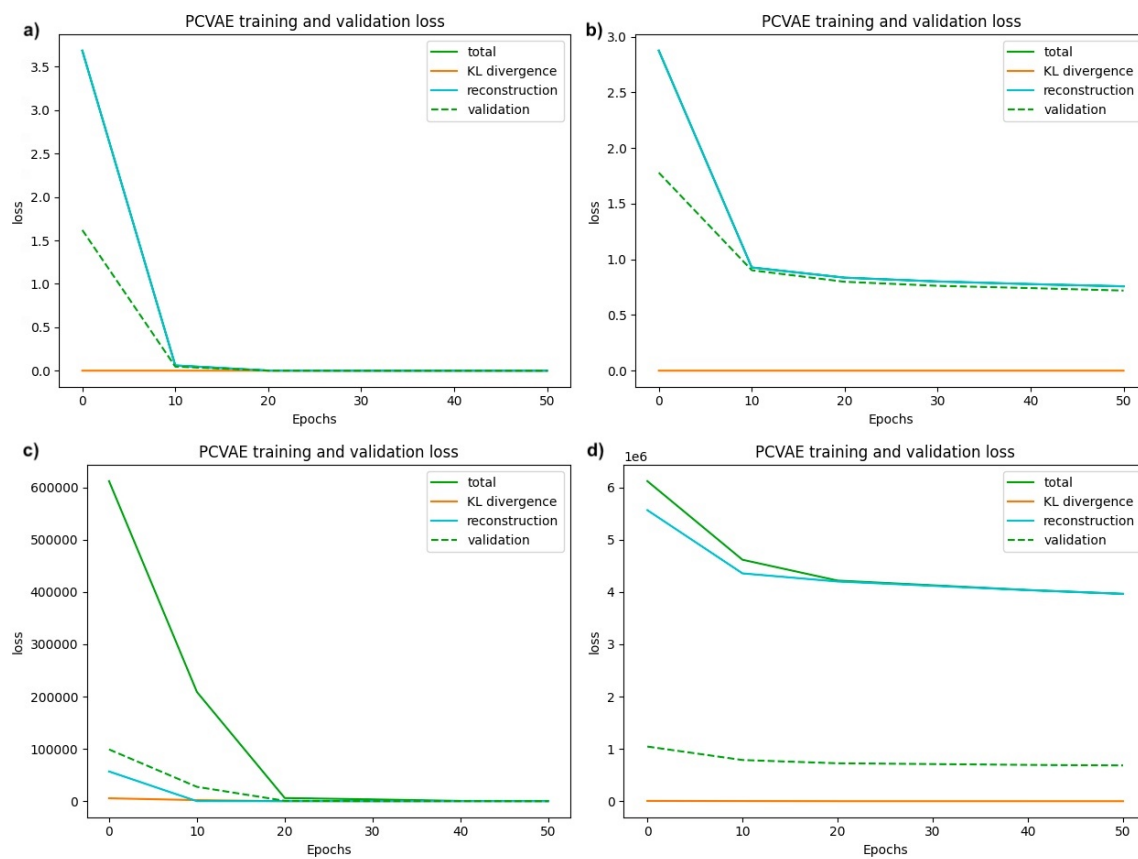 a)
PCVAE training and validation loss
total
KL divergence
reconstruction
validation
3.5
3.0
2.5
2.0
1.5
1.0
0.5
0.0
loss
0 10 20 30 40 50
Epochs
b)
PCVAE training and validation loss
total
KL divergence
reconstruction
validation
3.0
2.5
2.0
1.5
1.0
0.5
0.0
loss
0 10 20 30 40 50
Epochs
c)
PCVAE training and validation loss
total
KL divergence
reconstruction
validation
600000
500000
400000
300000
200000
100000
0
loss
0 10 20 30 40 50
Epochs
d)
PCVAE training and validation loss
1e6
total
KL divergence
reconstruction
validation
6
5
4
3
2
1
0
loss
0 10 20 30 40 50
Epochs